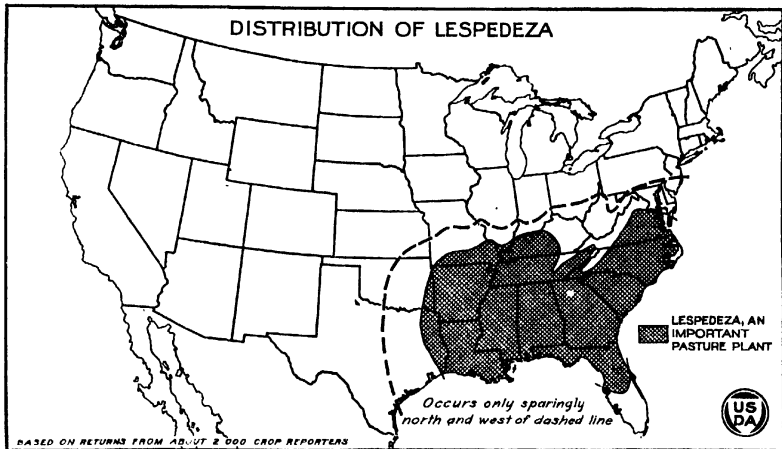 DISTRIBUTION OF LESPEDEZA
LESPEDEZA, AN
IMPORTANT
PASTURE PLANT
Occurs only sparingly
north and west of dashed line
US
DA
BASED ON RETURNS FROM ABOUT 2 000 CROP REPORTERS